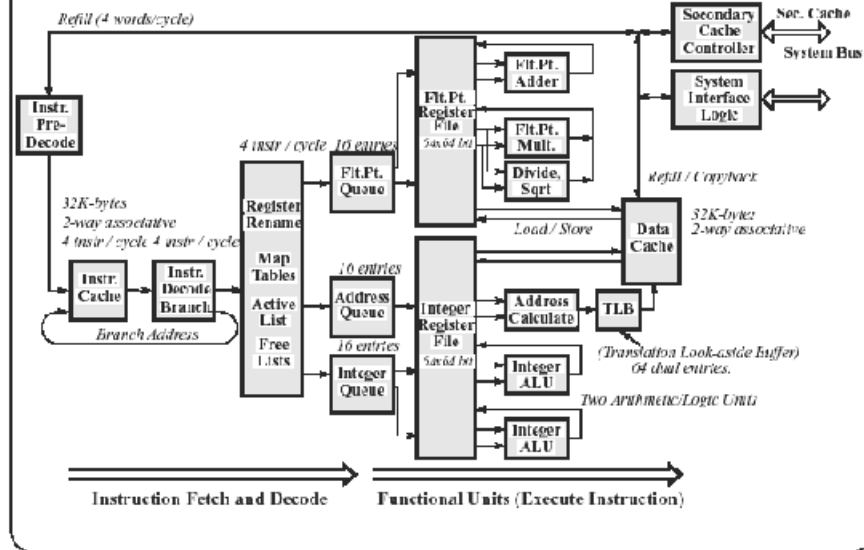 Refill (4 words/cycle)
Secondary
Cache
Controller
Sec. Cache
System Bus
System
Interface
Logic
Instr.
Pre-
Decode
Flt.Pt.
Adder
Flt.Pt.
Register
File
64x64 bit
Flt.Pt.
Mult.
Divide,
Sqrt
4 instr / cycle
16 entries
Flt.Pt.
Queue
Register
Rename
Map
Tables
Active
List
Free
Lists
Refill / Copyback
32K-bytes
2-way associative
4 instr / cycle 4 instr / cycle
Instr.
Cache
Instr.
Decode
Branch
Branch Address
Load / Store
Data
Cache
32K-bytes
2-way associative
16 entries
Address
Queue
Integer
Register
File
64x64 bit
Address
Calculate
TLB
(Translation Look-aside Buffer)
64 dual entries.
16 entries
Integer
Queue
Integer
ALU
Two Arithmetic/Logic Units
Integer
ALU
Instruction Fetch and Decode
Functional Units (Execute Instruction)